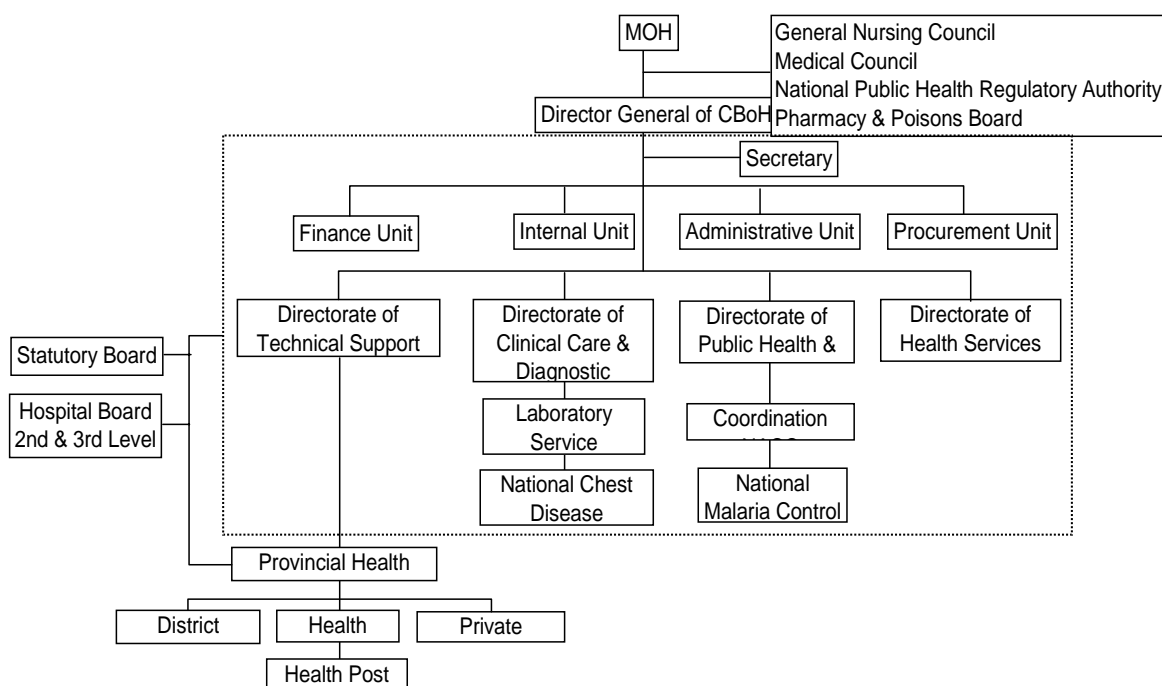 MOH
General Nursing Council
Medical Council
National Public Health Regulatory Authority
Pharmacy & Poisons Board
Director General of CBoH
Secretary
Finance Unit
Internal Unit
Administrative Unit
Procurement Unit
Directorate of
Technical Support
Directorate of
Clinical Care &
Diagnostic
Directorate of
Public Health &
Directorate of
Health Services
Statutory Board
Hospital Board
2nd & 3rd Level
Laboratory
Service
Coordination
National Chest
Disease
National
Malaria Control
Provincial Health
District
Health
Private
Health Post